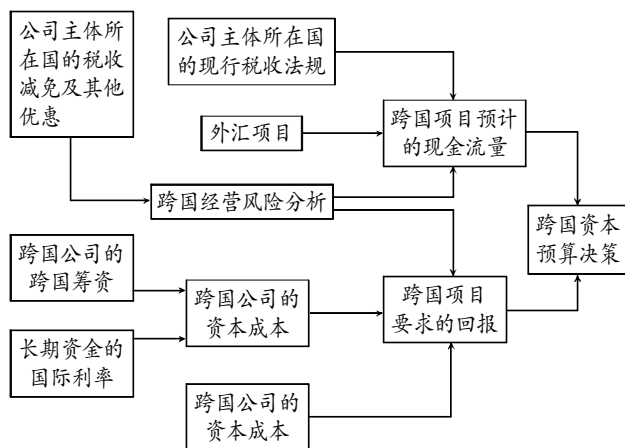 公司主体所
在国的税收
减免及其他
优惠
公司主体所在国
的现行税收法规
外汇项目
跨国项目预计
的现金流量
跨国经营风险分析
跨国资本
预算决策
跨国公司的
跨国筹资
跨国公司的
资本成本
跨国项目
要求的回报
长期资金的
国际利率
跨国公司的
资本成本